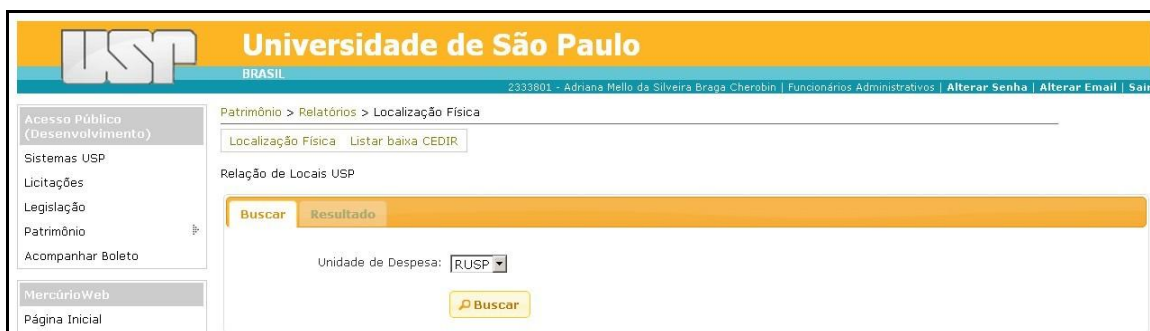 USP
Universidade de São Paulo
BRASIL
2333801 - Adriana Mello da Silveira Braga Cherobin | Funcionários Administrativos | Alterar Senha | Alterar Email | Sair
Acesso Público
(Desenvolvimento)
Sistemas USP
Licitações
Legislação
Patrimônio
Acompanhar Boleto
MercúrioWeb
Página Inicial
Patrimônio > Relatórios > Localização Física
Localização Física Listar baixa CEDIR
Relação de Locais USP
Buscar Resultado
Unidade de Despesa: RUSP
Buscar